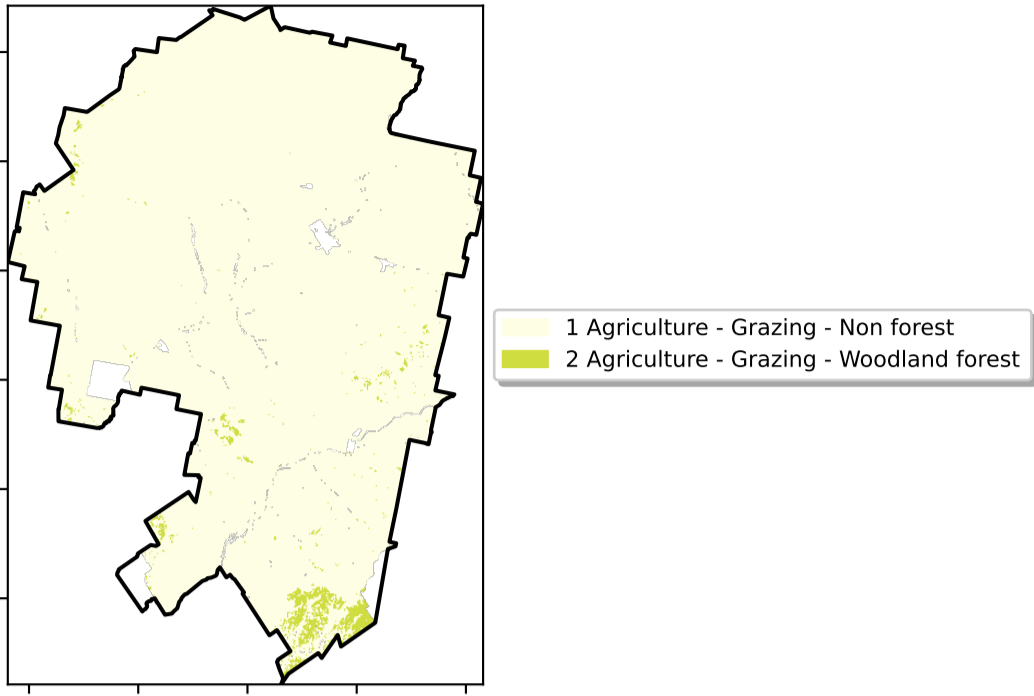 1 Agriculture - Grazing - Non forest
2 Agriculture - Grazing - Woodland forest